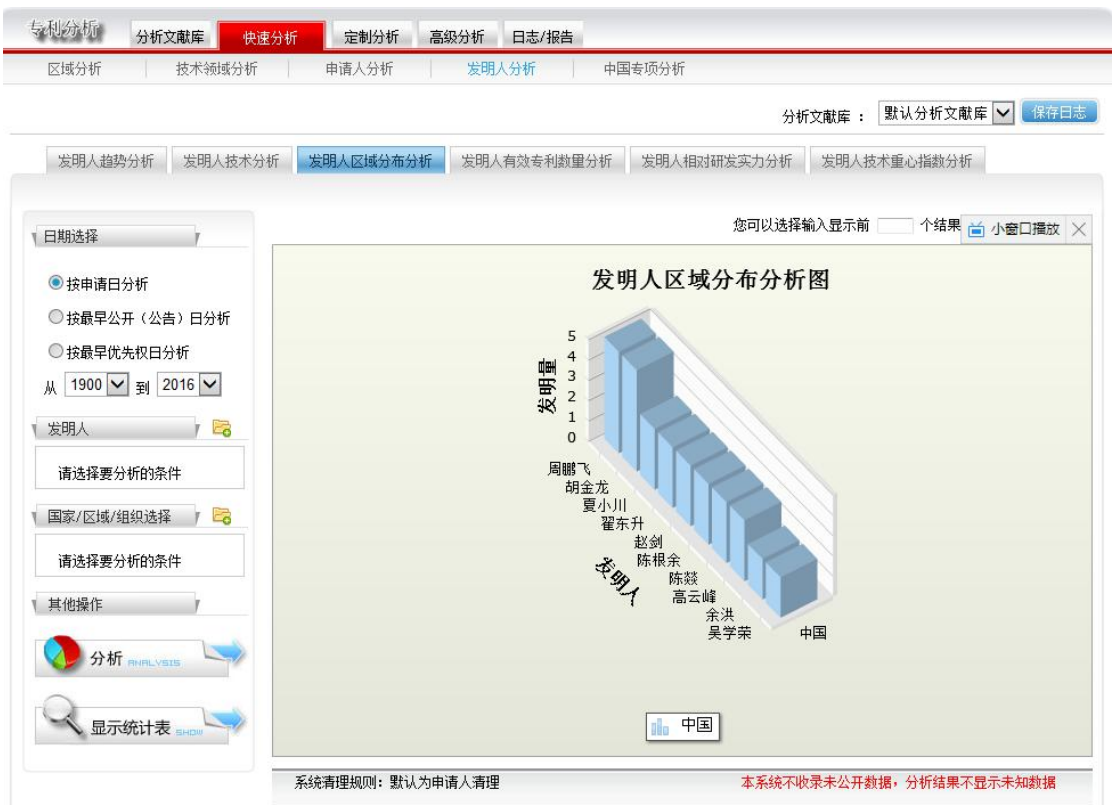 专利分析
分析文献库 快速分析 定制分析 高级分析 日志/报告
区域分析 技术领域分析 申请人分析 发明人分析 中国专项分析
分析文献库 : 默认分析文献库 保存日志
发明人趋势分析 发明人技术分析 发明人区域分布分析 发明人有效专利数量分析 发明人相对研发实力分析 发明人技术重心指数分析
您可以选择输入显示前 个结果 小窗口播放
日期选择
按申请日分析
按最早公开（公告）日分析
按最早优先权日分析
从 1900 到 2016
发明人
请选择要分析的条件
国家/区域/组织选择
请选择要分析的条件
其他操作
分析 ANALYSIS
显示统计表 SHOW
发明人区域分布分析图
发明量
5
4
3
2
1
0
周鹏飞
胡金龙
夏小川
翟东升
赵剑
陈根余
陈燚
高云峰
余洪
吴学荣
发明人
中国
中国
系统清理规则：默认为申请人清理
本系统不收录未公开数据，分析结果不显示未知数据